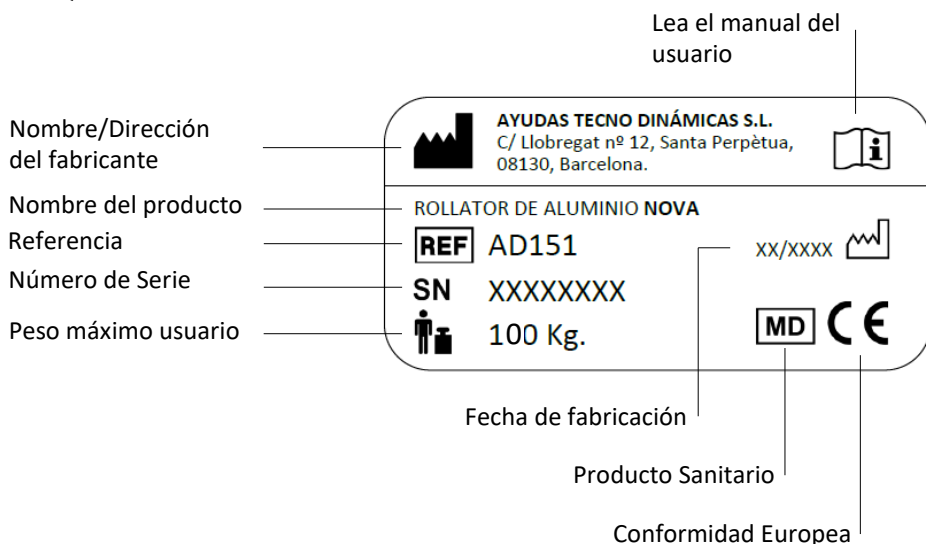 Lea el manual del
usuario
Nombre/Dirección
del fabricante
AYUDAS TECNO DINÁMICAS S.L.
C/ Llobregat nº 12, Santa Perpètua,
08130, Barcelona.
Nombre del producto
ROLLATOR DE ALUMINIO NOVA
Referencia
REF AD151
XX/XXXX
Número de Serie
SN XXXXXXXX
Peso máximo usuario
100 Kg.
MD CE
Fecha de fabricación
Producto Sanitario
Conformidad Europea